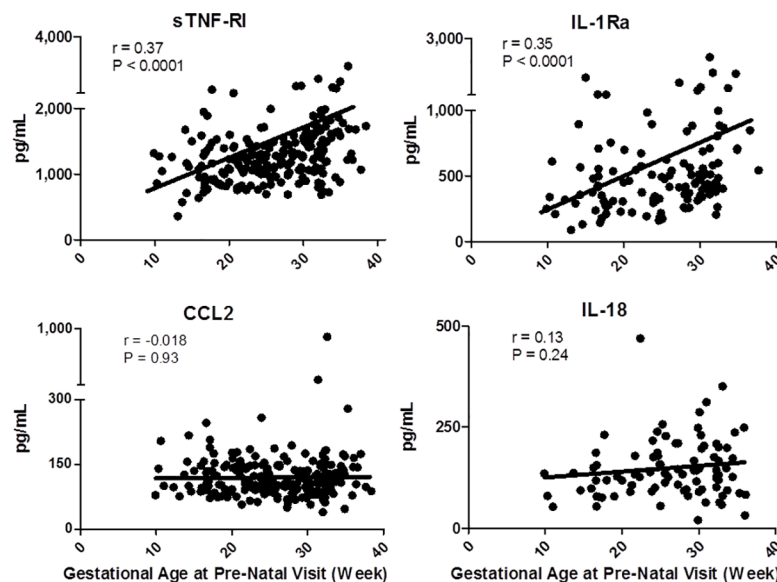 sTNF-RI
4,000
r = 0.37
P < 0.0001
2,000
pg/mL
1,000
0
0
10
20
30
40
IL-1Ra
3,000
r = 0.35
P < 0.0001
1,000
pg/mL
500
0
0
10
20
30
40
CCL2
1,000
r = -0.018
P = 0.93
300
pg/mL
150
0
0
10
20
30
40
Gestational Age at Pre-Natal Visit (Week)
IL-18
500
r = 0.13
P = 0.24
250
pg/mL
0
0
10
20
30
40
Gestational Age at Pre-Natal Visit (Week)